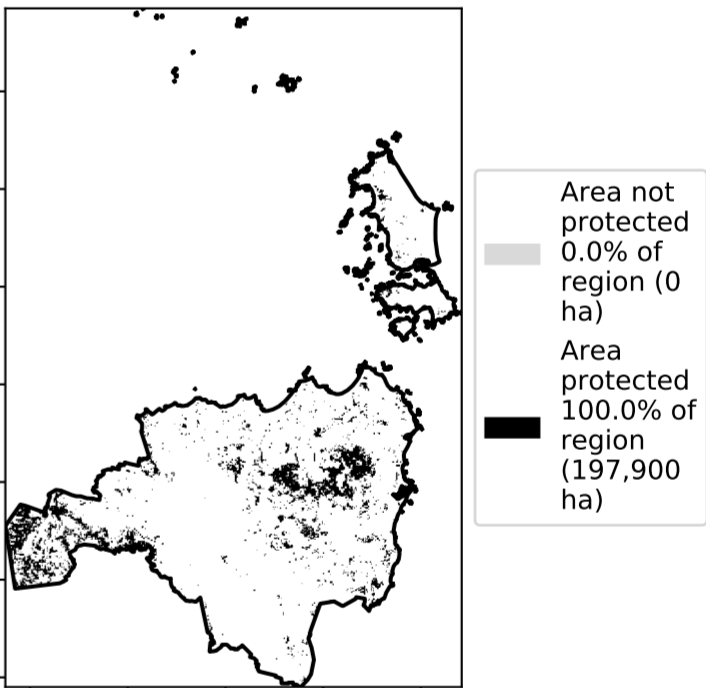 Area not
protected
0.0% of
region (0
ha)
Area
protected
100.0% of
region
(197,900
ha)